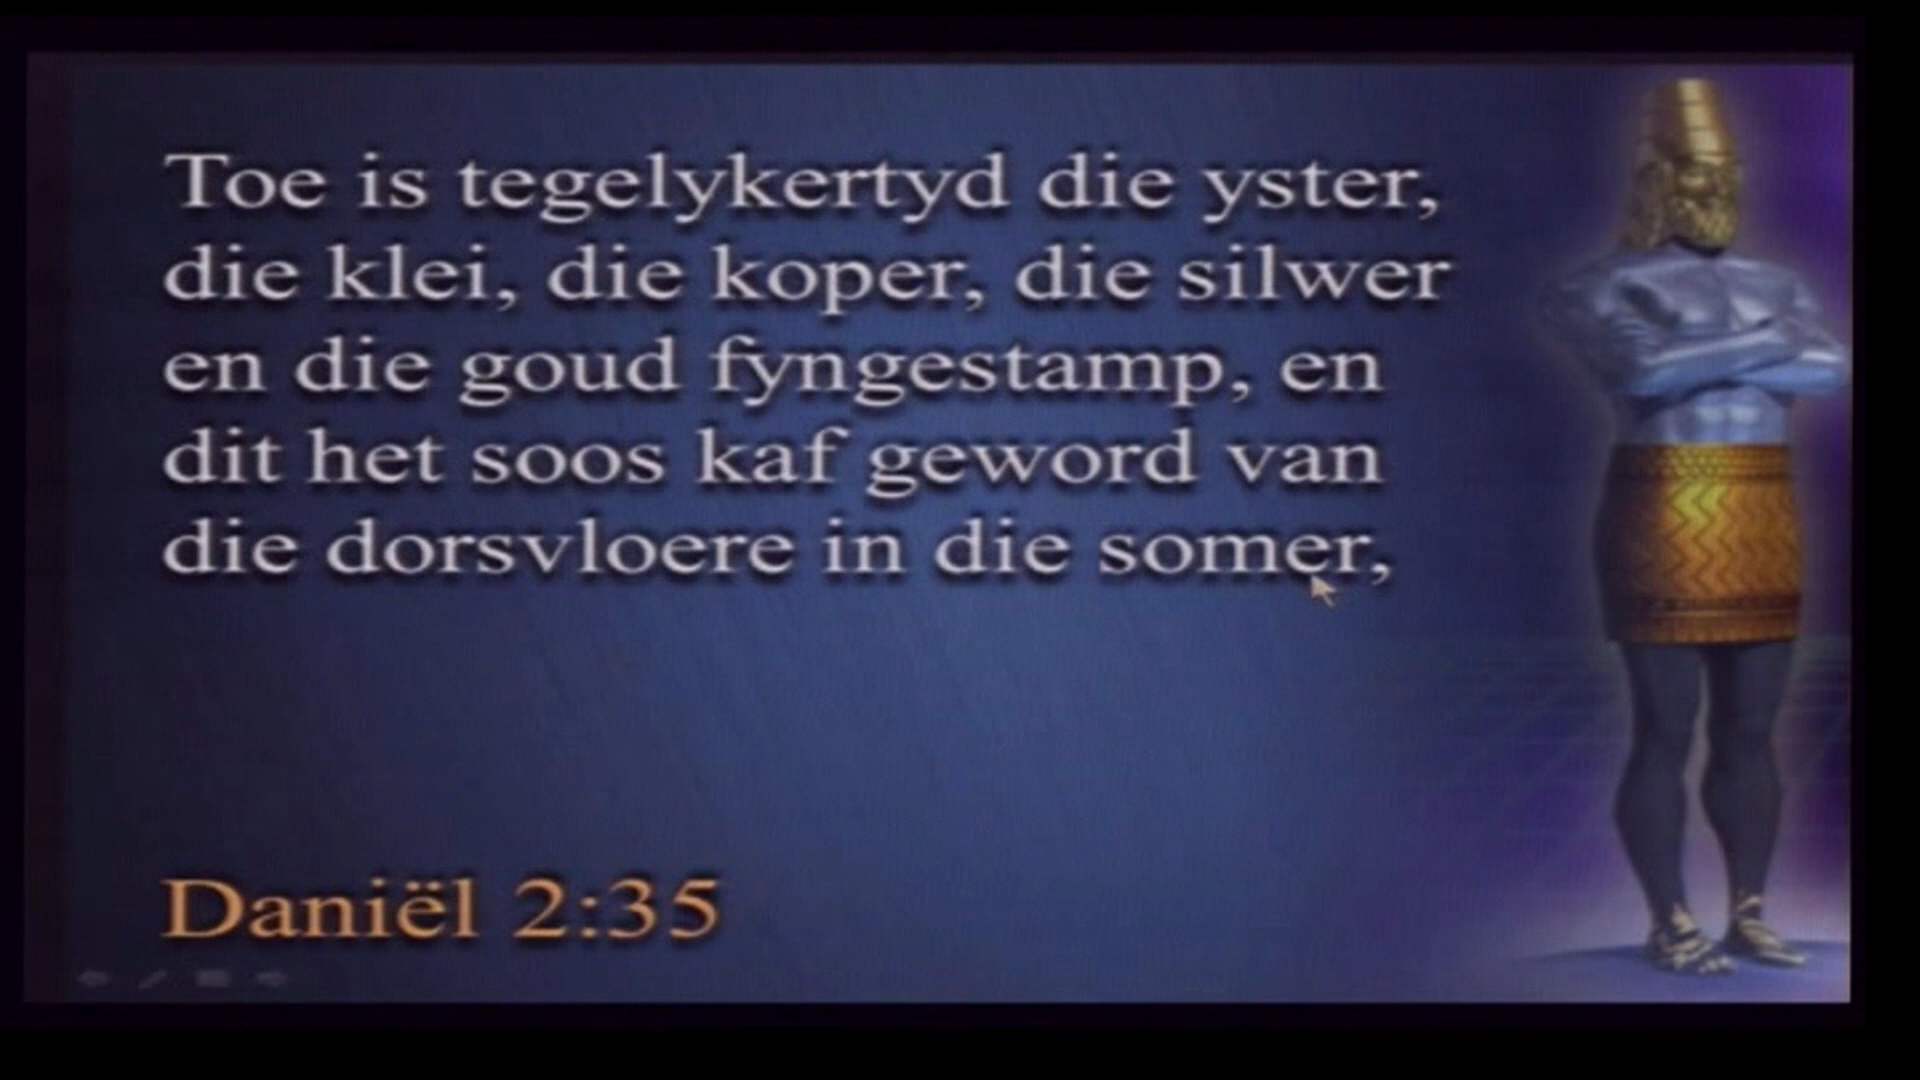 Toe is tegelykertyd die yster,
die klei, die koper, die silwer
en die goud fyngestamp, en
dit het soos kaf geword van
die dorsvloere in die somer,
Daniël 2:35